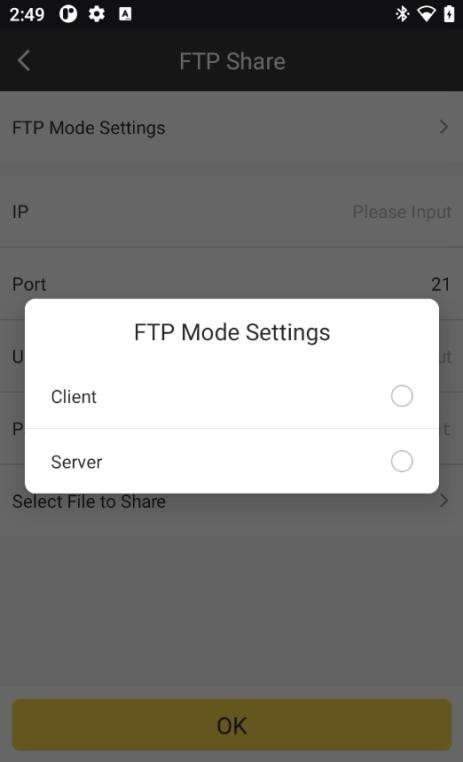 2:49
FTP Share
FTP Mode Settings
IP Please Input
Port 21
FTP Mode Settings
Client
Server
Select File to Share
OK